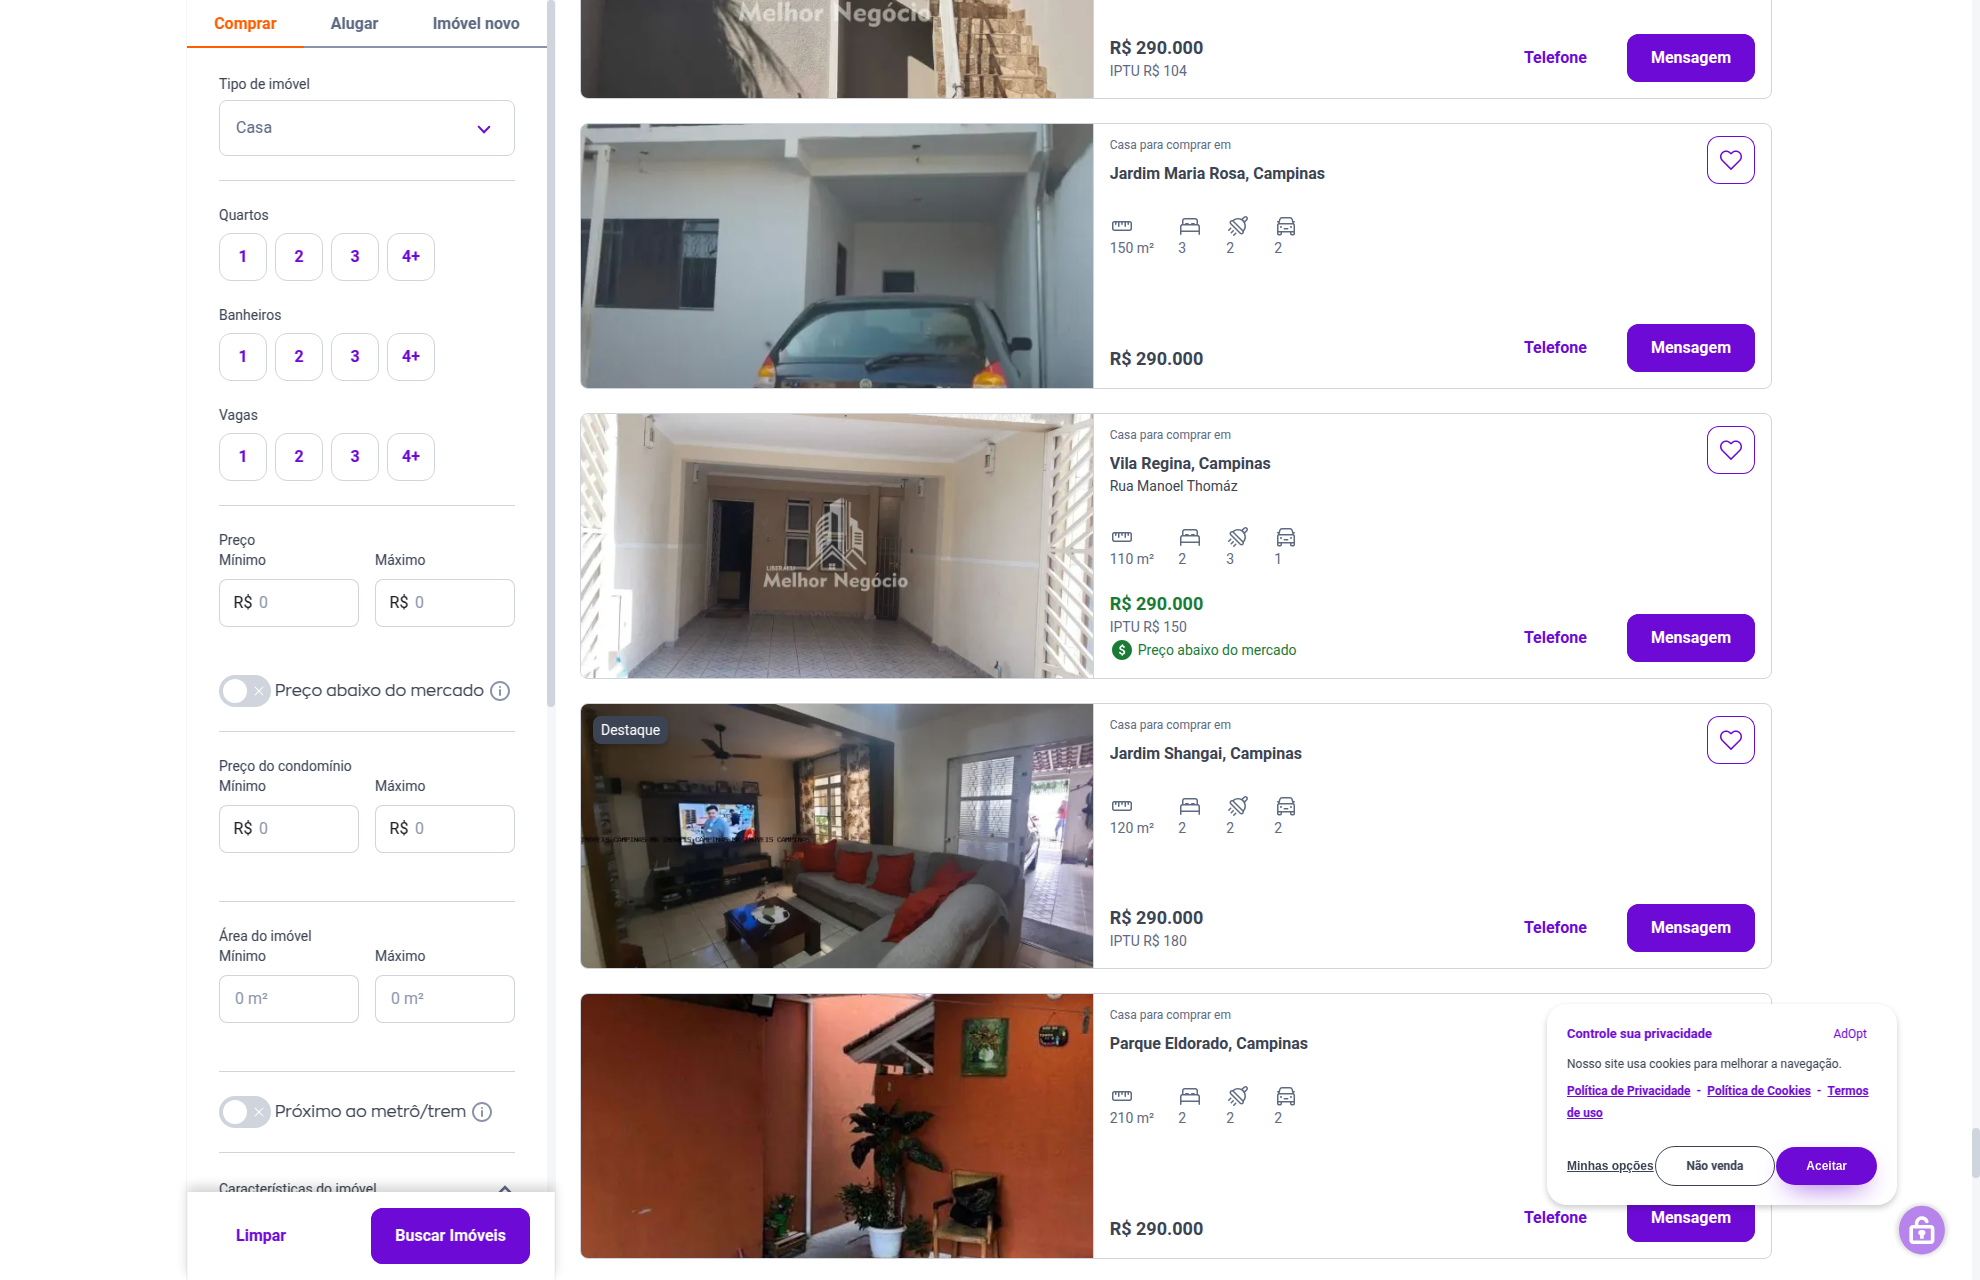 Comprar
Alugar
Imóvel novo
Tipo de imóvel
Casa
Quartos
1
2
3
4+
Banheiros
1
2
3
4+
Vagas
1
2
3
4+
Preço
Mínimo
Máximo
R$ 0
R$ 0
Preço abaixo do mercado
Preço do condomínio
Mínimo
Máximo
R$ 0
R$ 0
Área do imóvel
Mínimo
Máximo
0 m²
0 m²
Próximo ao metrô/trem
Características do imóvel
Limpar
Buscar Imóveis
Melhor Negócio
R$ 290.000
IPTU R$ 104
Telefone
Mensagem
Casa para comprar em
Jardim Maria Rosa, Campinas
150 m²
3
2
2
R$ 290.000
Telefone
Mensagem
Melhor Negócio
Casa para comprar em
Vila Regina, Campinas
Rua Manoel Thomáz
110 m²
2
3
1
R$ 290.000
IPTU R$ 150
Preço abaixo do mercado
Telefone
Mensagem
Destaque
Casa para comprar em
Jardim Shangai, Campinas
120 m²
2
2
2
R$ 290.000
IPTU R$ 180
Telefone
Mensagem
Casa para comprar em
Parque Eldorado, Campinas
210 m²
2
2
2
R$ 290.000
Telefone
Mensagem
Controle sua privacidade
AdOpt
Nosso site usa cookies para melhorar a navegação.
Política de Privacidade - Política de Cookies - Termos
de uso
Minhas opções
Não venda
Aceitar